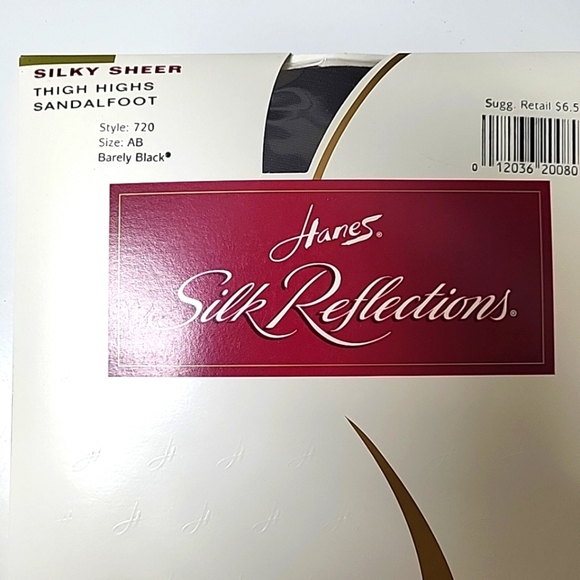 SILKY SHEER
THIGH HIGHS
SANDALFOOT
Style: 720
Size: AB
Barely Black®
Sugg. Retail $6.5
0 12036 20080
Hanes®
Silk Reflections®